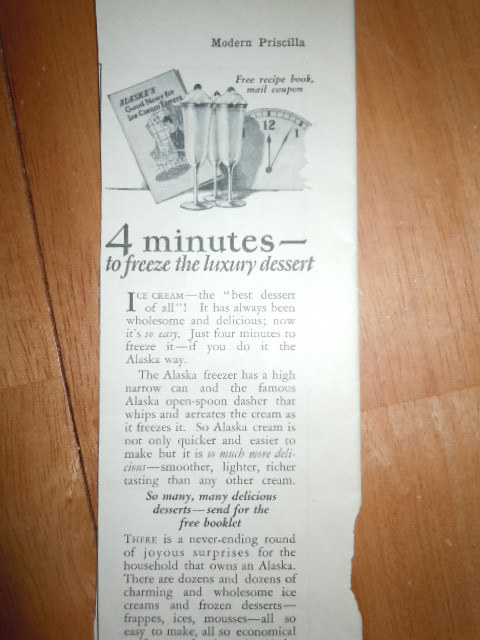 Modern Priscilla
Free recipe book,
mail coupon
ALASKA'S
Good News for
Ice Cream Lovers
12
1
4 minutes—
to freeze the luxury dessert
ICE CREAM—the "best dessert
of all"! It has always been
wholesome and delicious; now
it's so easy. Just four minutes to
freeze it—if you do it the
Alaska way.
The Alaska freezer has a high
narrow can and the famous
Alaska open-spoon dasher that
whips and aereates the cream as
it freezes it. So Alaska cream is
not only quicker and easier to
make but it is so much more deli-
cious—smoother, lighter, richer
tasting than any other cream.
So many, many delicious
desserts—send for the
free booklet
THERE is a never-ending round
of joyous surprises for the
household that owns an Alaska.
There are dozens and dozens of
charming and wholesome ice
creams and frozen desserts—
frappes, ices, mousses—all so
easy to make, all so economical